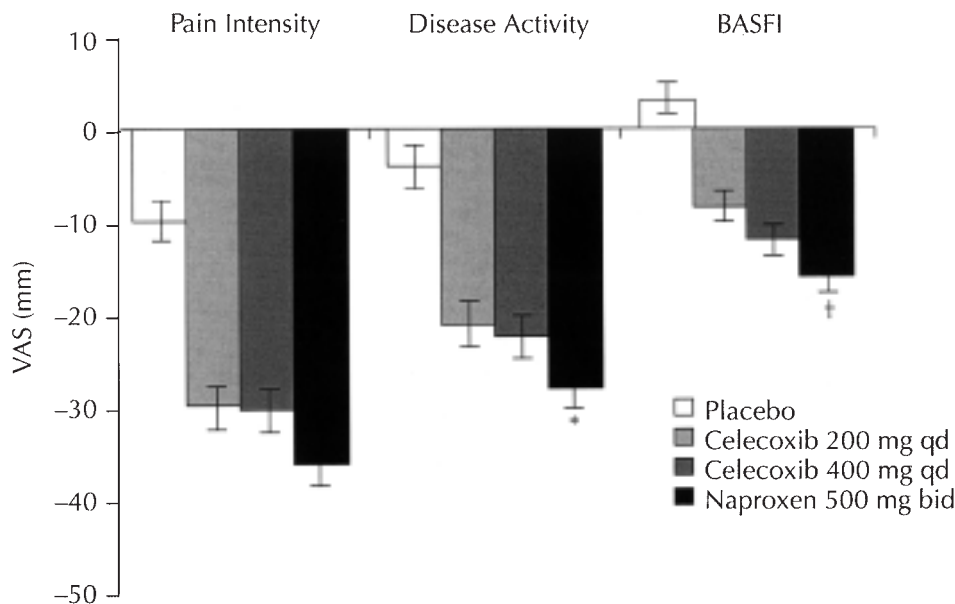 Pain Intensity Disease Activity BASFI
10
0
−10
−20
−30
−40
−50
VAS (mm)
*
†
Placebo
Celecoxib 200 mg qd
Celecoxib 400 mg qd
Naproxen 500 mg bid